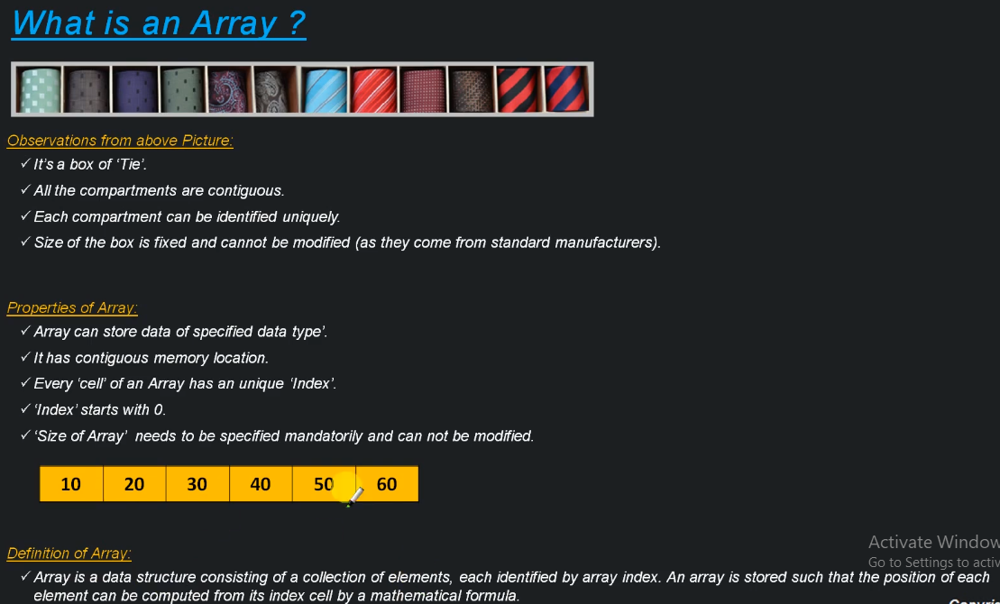 What is an Array ?
Observations from above Picture:
✓ It's a box of ‘Tie’.
✓ All the compartments are contiguous.
✓ Each compartment can be identified uniquely.
✓ Size of the box is fixed and cannot be modified (as they come from standard manufacturers).
Properties of Array:
✓ Array can store data of specified data type’.
✓ It has contiguous memory location.
✓ Every ‘cell’ of an Array has an unique ‘Index’.
✓ ‘Index’ starts with 0.
✓ ‘Size of Array’ needs to be specified mandatorily and can not be modified.
10 20 30 40 50 60
Activate Window
Go to Settings to activ
Definition of Array:
✓ Array is a data structure consisting of a collection of elements, each identified by array index. An array is stored such that the position of each
element can be computed from its index cell by a mathematical formula.